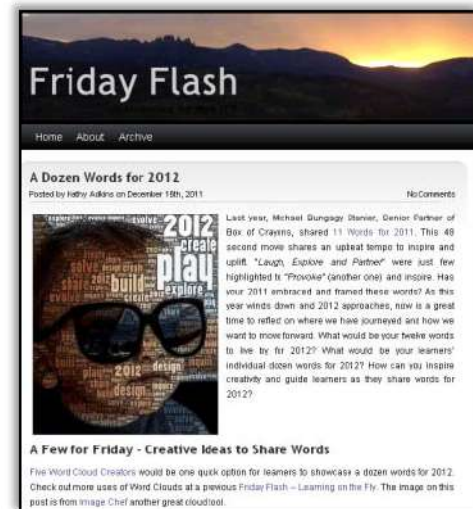 Friday Flash
Home About Archive
A Dozen Words for 2012
Posted by Kathy Adkins on December 18th, 2011 No Comments
evolve 2012
create
play
build explore
2012
design
Last year, Michael Bungagy Stanier, Senior Partner of
Box of Crayons, shared 11 Words for 2011. This 48
second move shares an upbeat tempo to inspire and
uplift. "Laugh, Explore and Partner" were just few
highlighted to "Provoke" (another one) and inspire. Has
your 2011 embraced and framed these words? As this
year winds down and 2012 approaches, now is a great
time to reflect on where we have journeyed and how we
want to move forward. What would be your twelve words
to live by for 2012? What would be your learners'
individual dozen words for 2012? How can you inspire
creativity and guide learners as they share words for
2012?
A Few for Friday - Creative Ideas to Share Words
Five Word Cloud Creators would be one quick option for learners to showcase a dozen words for 2012.
Check out more uses of Word Clouds at a previous Friday Flash – Learning on the Fly. The image on this
post is from Image Chef another great cloud tool.